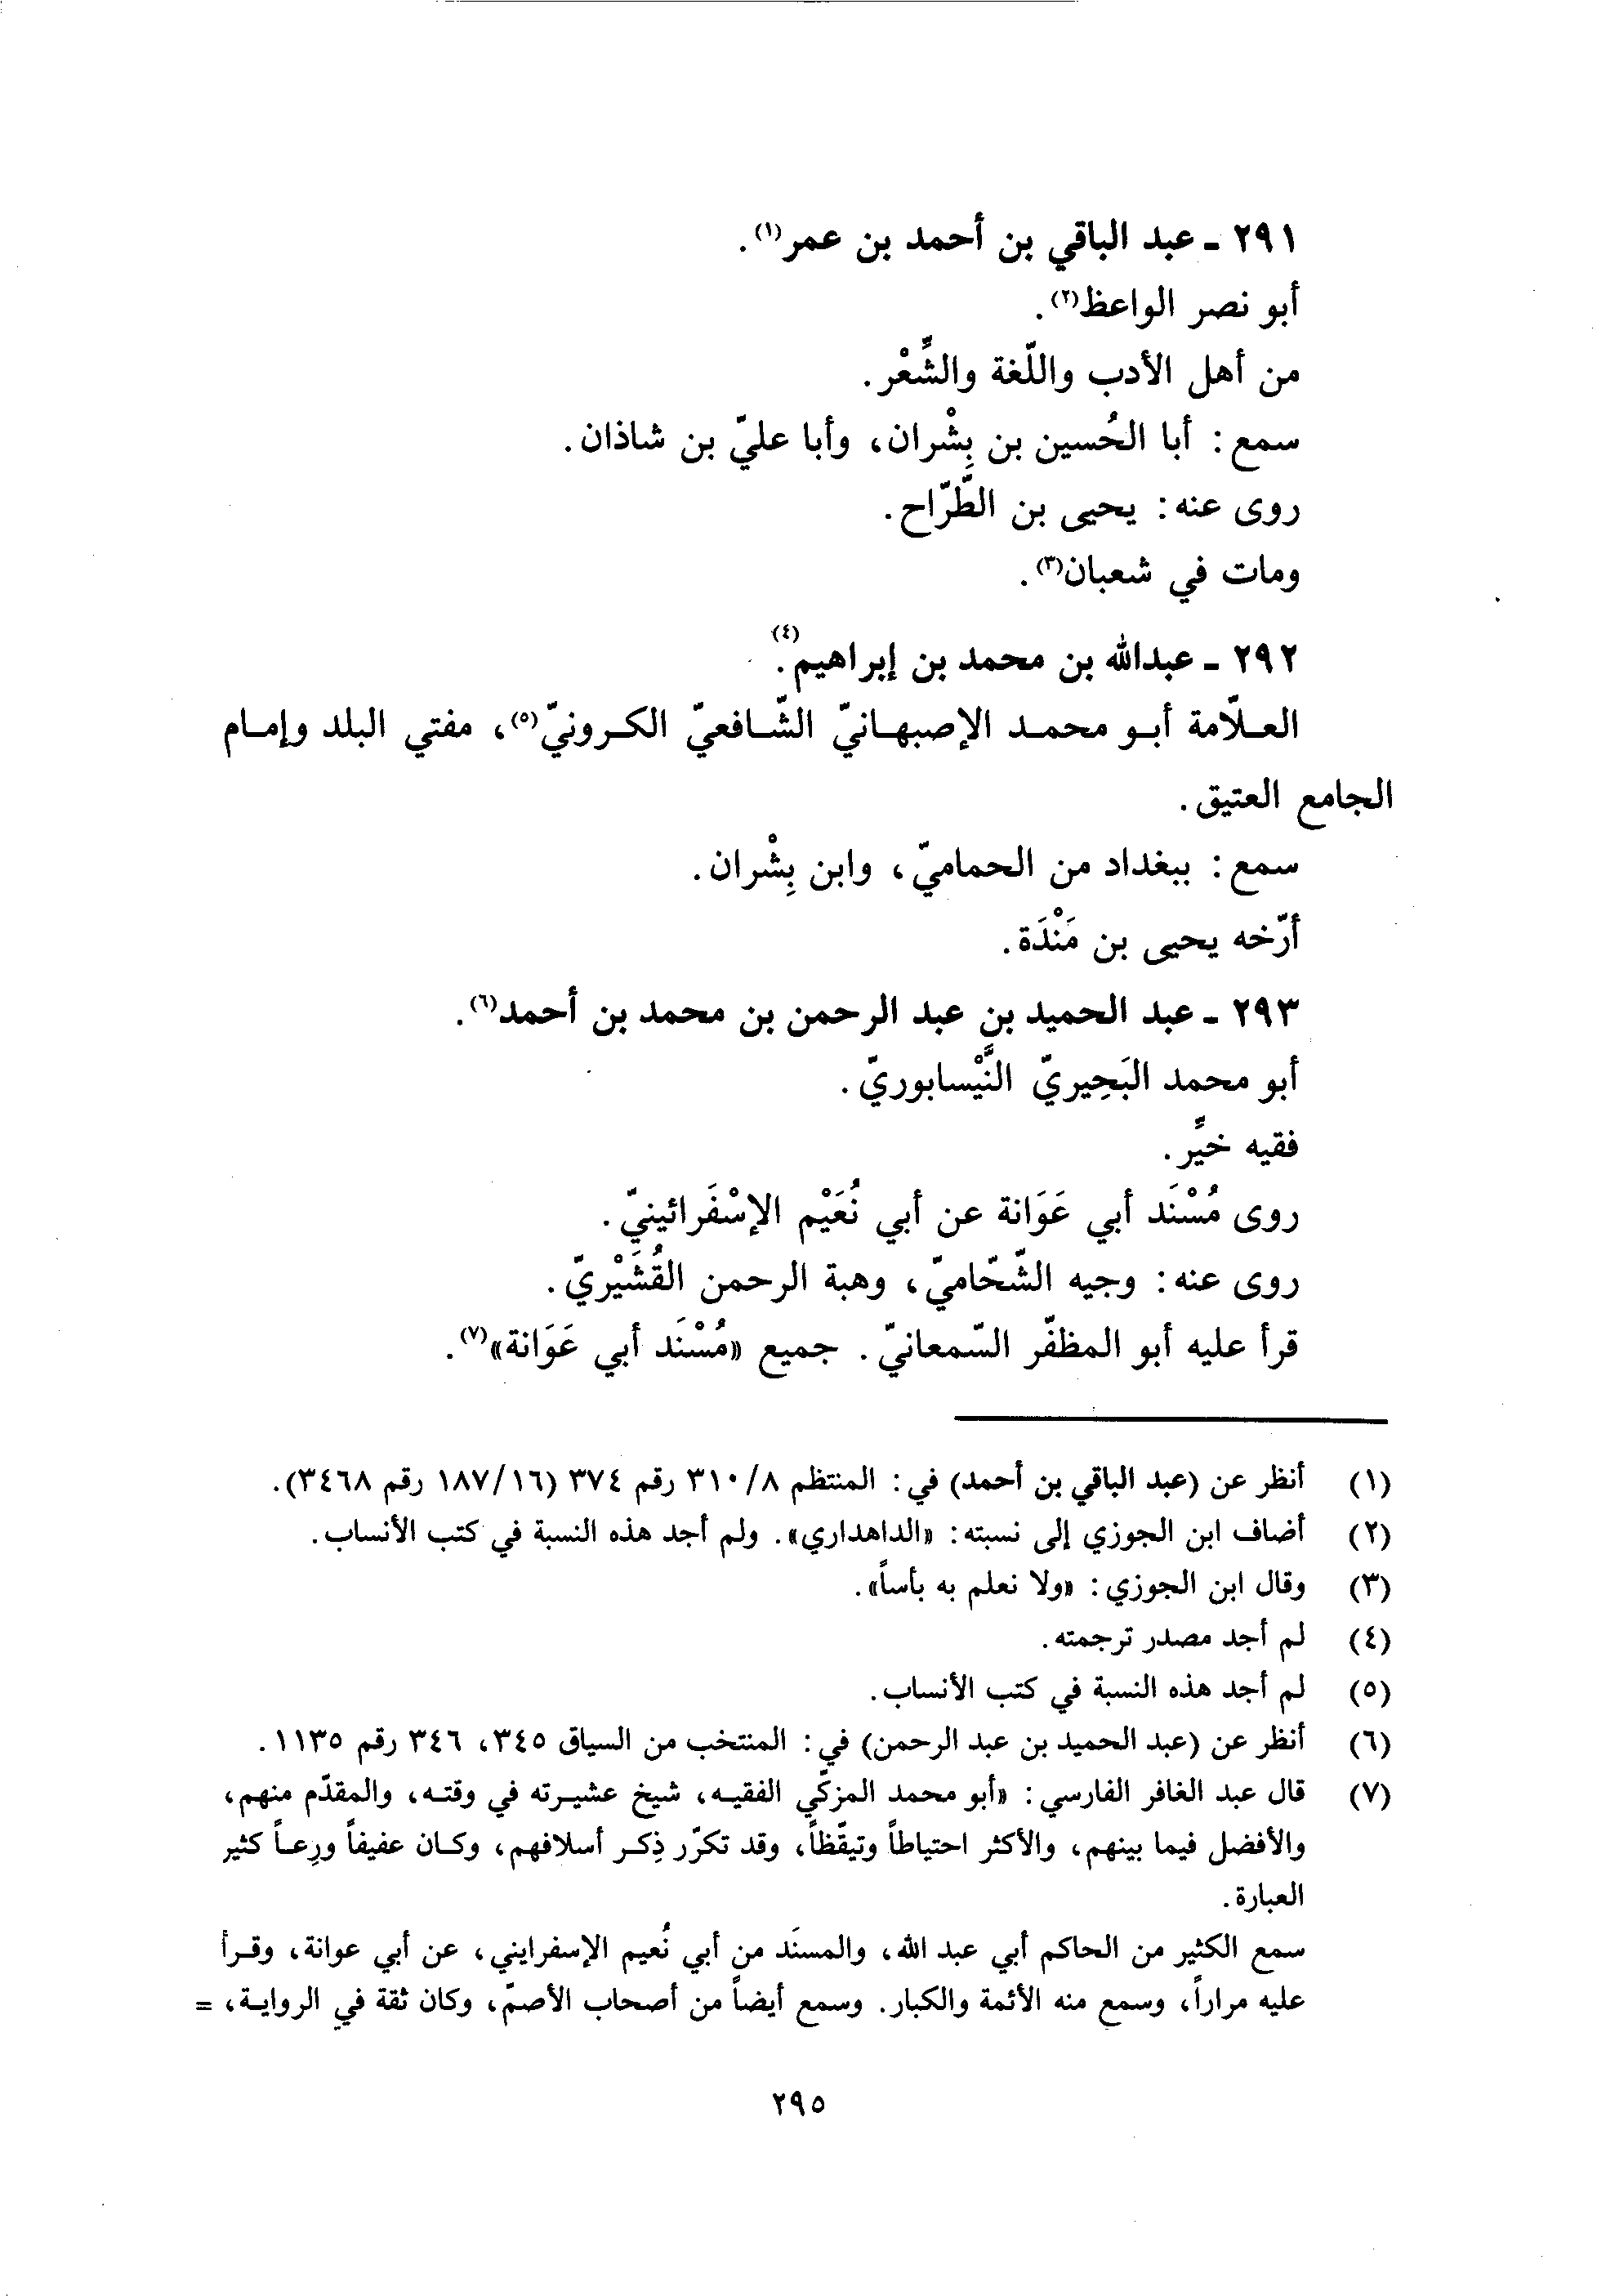 ٢٩١ ـ عبد الباقي بن أحمد بن عمر(١).
أبو نصر الواعظ(٢).
من أهل الأدب واللّغة والشِّعْر.
سمع: أبا الحُسين بن بِشْران، وأبا عليّ بن شاذان.
روى عنه: يحيى بن الطَّرّاح.
ومات في شعبان(٣).
٢٩٢ ـ عبدالله بن محمد بن إبراهيم(٤).
العلّامة أبو محمد الإصبهانيّ الشّافعيّ الكرونيّ(٥)، مفتي البلد وإمام
الجامع العتيق.
سمع: ببغداد من الحماميّ، وابن بِشْران.
أرّخه يحيى بن مَنْدَة.
٢٩٣ ـ عبد الحميد بن عبد الرحمن بن محمد بن أحمد(٦).
أبو محمد البَحِيريّ النَّيْسابوريّ.
فقيه خيِّر.
روى مُسْنَد أبي عَوَانة عن أبي نُعَيْم الإسْفَرائينيّ.
روى عنه: وجيه الشّحّاميّ، وهبة الرحمن القُشَيْريّ.
قرأ عليه أبو المظفّر السّمعانيّ. جميع «مُسْنَد أبي عَوَانة»(٧).
(١) أنظر عن (عبد الباقي بن أحمد) في: المنتظم ٣١٠/٨ رقم ٣٧٤ (١٨٧/١٦ رقم ٣٤٦٨).
(٢) أضاف ابن الجوزي إلى نسبته: «الداهداري». ولم أجد هذه النسبة في كتب الأنساب.
(٣) وقال ابن الجوزي: «ولا نعلم به بأساً».
(٤) لم أجد مصدر ترجمته.
(٥) لم أجد هذه النسبة في كتب الأنساب.
(٦) أنظر عن (عبد الحميد بن عبد الرحمن) في: المنتخب من السياق ٣٤٥، ٣٤٦ رقم ١١٣٥.
(٧) قال عبد الغافر الفارسي: «أبو محمد المزكّي الفقيه، شيخ عشيرته في وقته، والمقدّم منهم،
والأفضل فيما بينهم، والأكثر احتياطاً وتيقّظاً، وقد تكرّر ذِكر أسلافهم، وكان عفيفاً ورِعاً كثير
العبارة.
سمع الكثير من الحاكم أبي عبد الله، والمسنَد من أبي نُعيم الإسفرايني، عن أبي عوانة، وقرأ
عليه مراراً، وسمع منه الأئمة والكبار. وسمع أيضاً من أصحاب الأصمّ، وكان ثقة في الرواية، =
٢٩٥